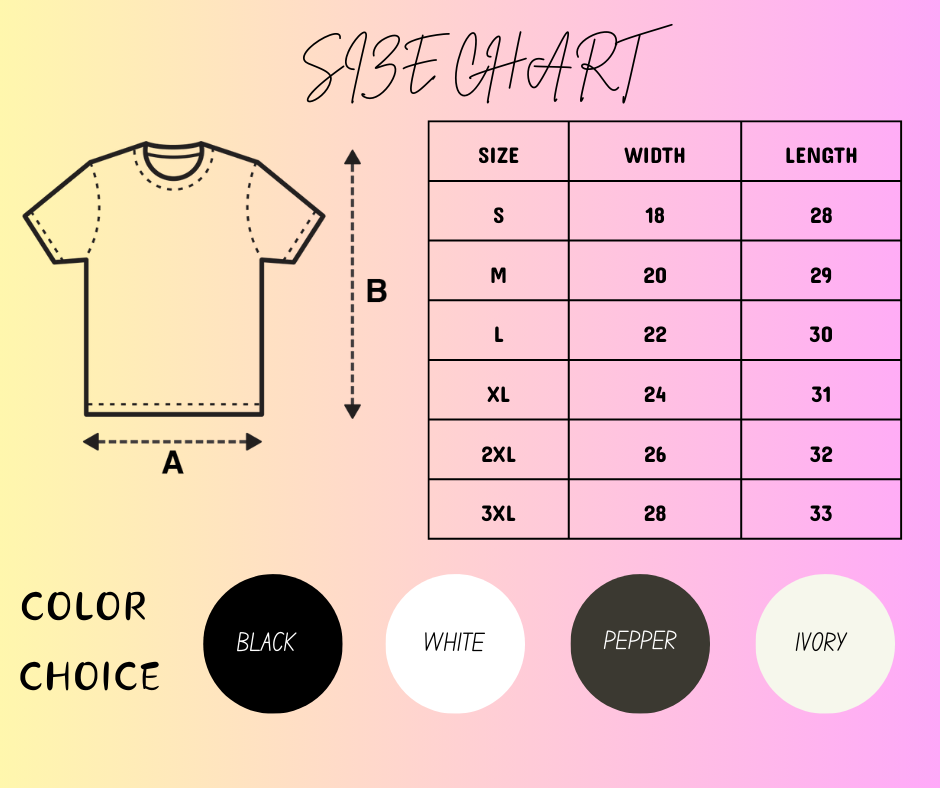 SIZE CHART
SIZE WIDTH LENGTH
S 18 28
M 20 29
L 22 30
XL 24 31
2XL 26 32
3XL 28 33
B
A
COLOR
CHOICE
BLACK WHITE PEPPER IVORY